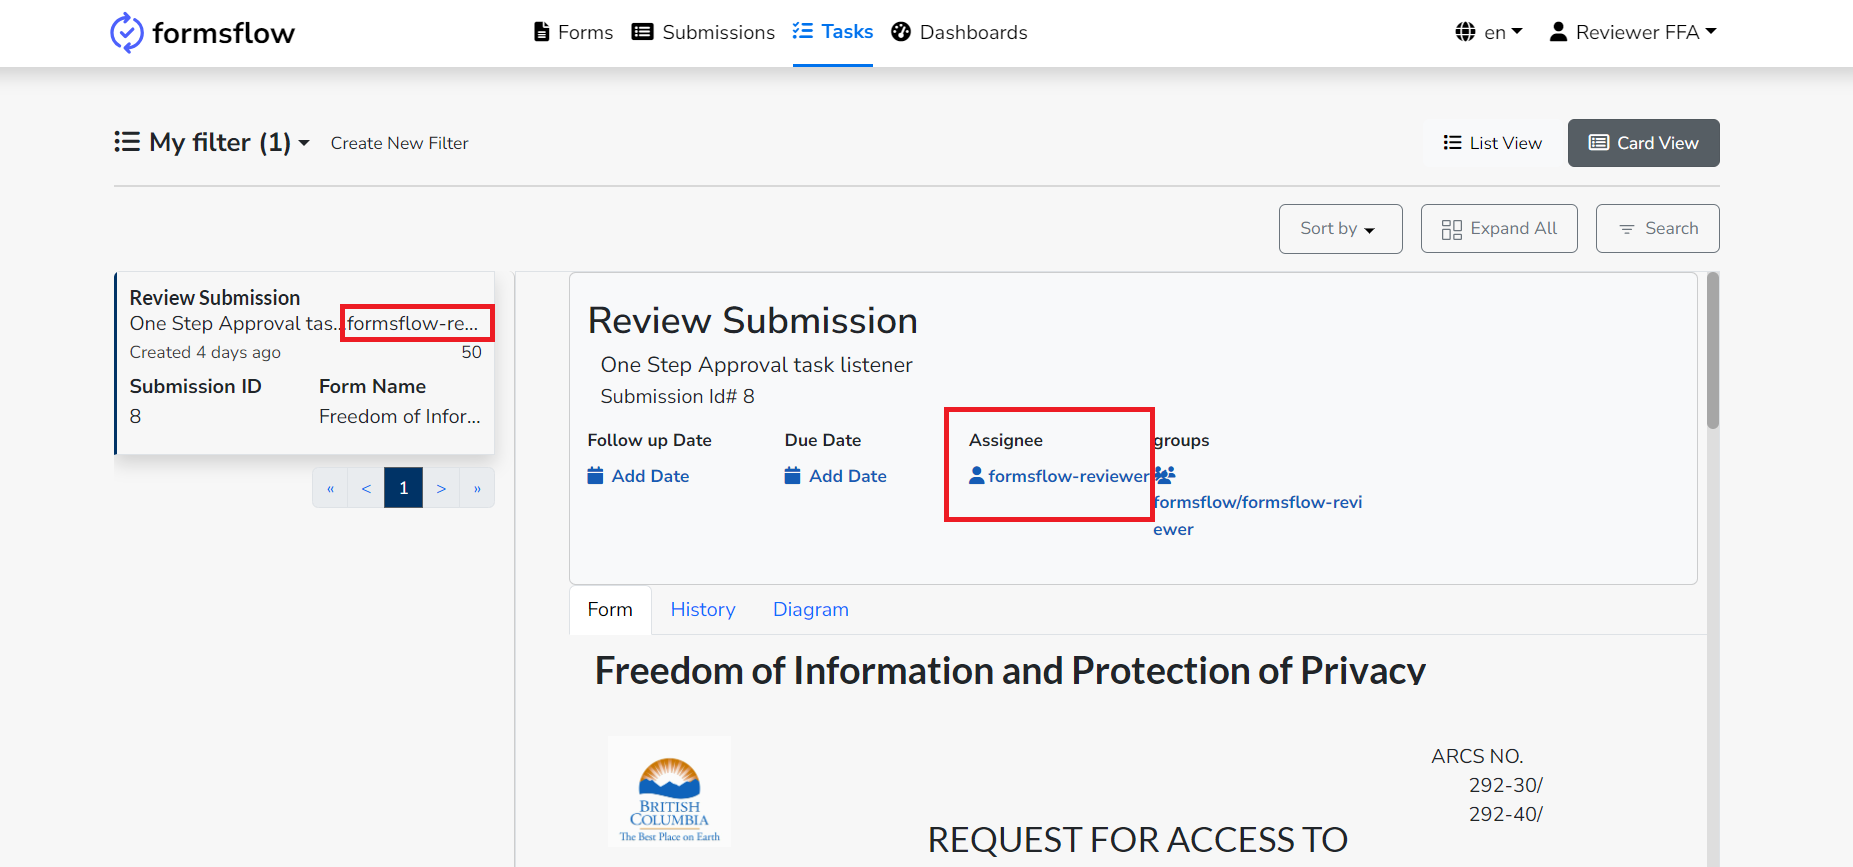 formsflow
Forms Submissions Tasks Dashboards
en Reviewer FFA
My filter (1) Create New Filter
List View Card View
Sort by Expand All Search
Review Submission
One Step Approval tas... formsflow-re...
Created 4 days ago 50
Submission ID Form Name
8 Freedom of Infor...
« < 1 > »
Review Submission
One Step Approval task listener
Submission Id# 8
Follow up Date Due Date Assignee groups
Add Date Add Date formsflow-reviewer
formsflow/formsflow-revi
ewer
Form History Diagram
Freedom of Information and Protection of Privacy
BRITISH
COLUMBIA
The Best Place on Earth
ARCS NO.
292-30/
292-40/
REQUEST FOR ACCESS TO